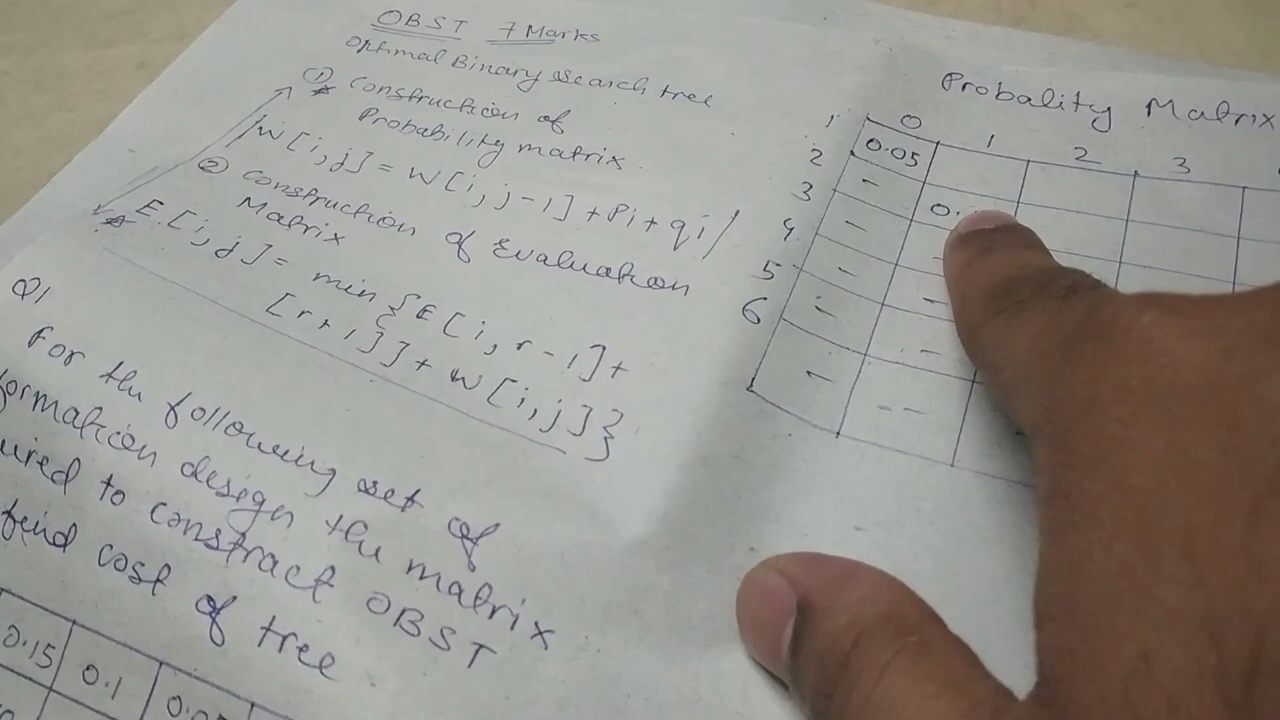 OBST 7 Marks
Optimal Binary Search tree
① Construction of
Probability matrix.
W[i,j] = W[i,j-1]+Pi+qj
② Construction of Evaluation
Matrix
E.[i,j] = min {E[i,r-1]+
[r+1]]+W[i,j]}
Q1
For the following set of
formation design the matrix
uired to constract OBST
find cost of tree
0.15 0.1
Probality Matrix
0 1 2 3
1 0.05
2 - 0.
3 - -
4 - -
5 - -
6 - --